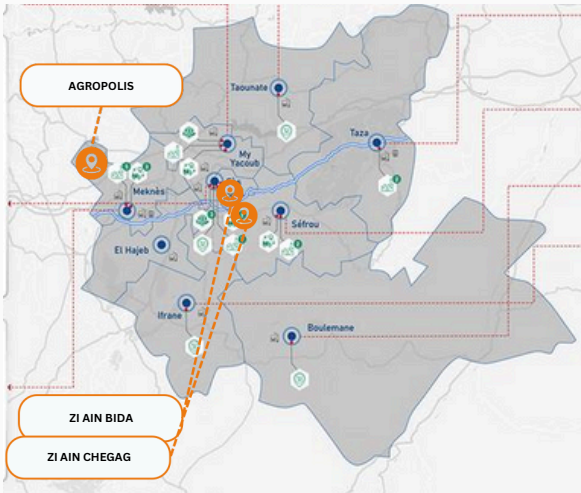 AGROPOLIS
Taounate
Taza
My
Yacoub
Meknès
Séfrou
El Hajeb
Ifrane
Boulemane
ZI AIN BIDA
ZI AIN CHEGAG